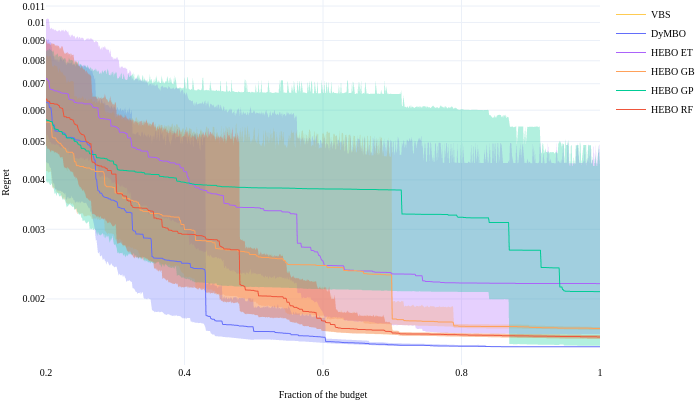 0.011
0.01
0.009
0.008
0.007
0.006
0.005
0.004
0.003
0.002
Regret
0.2
0.4
0.6
0.8
1
Fraction of the budget
VBS
DyMBO
HEBO ET
HEBO GB
HEBO GP
HEBO RF